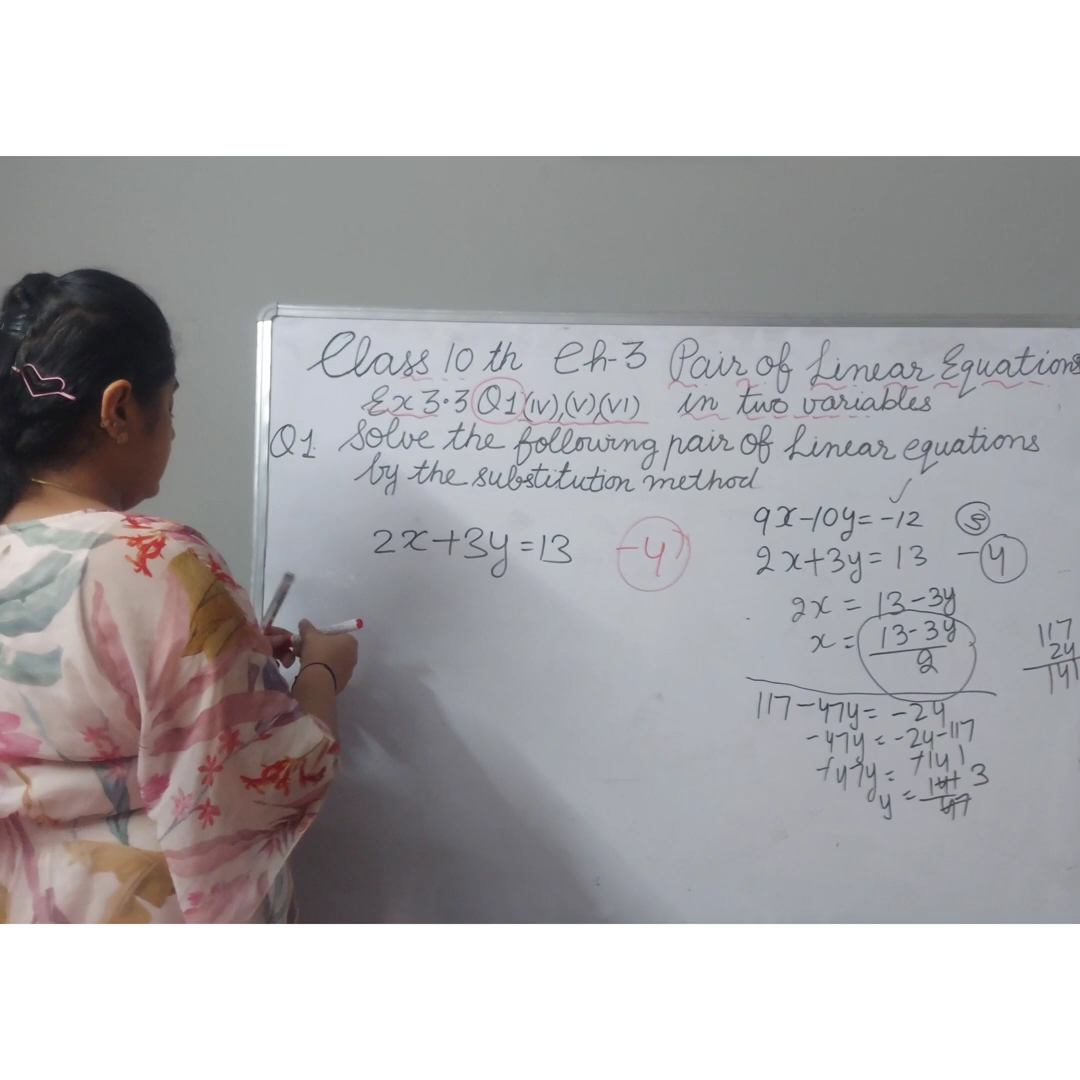 Class 10 th Ch-3 Pair of Linear Equations
Ex 3.3 Q1 (IV), (V) (VI) in two variables
Q1. Solve the following pair of Linear equations
by the substitution method
2x+3y=13 -4
9x-10y=-12
2x+3y=13 -4
2x = 13-3y
x = 13-3y
2
117
24
141
117-47y = -24
-47y = -24-117
+47y = +141
y = 141 3
47